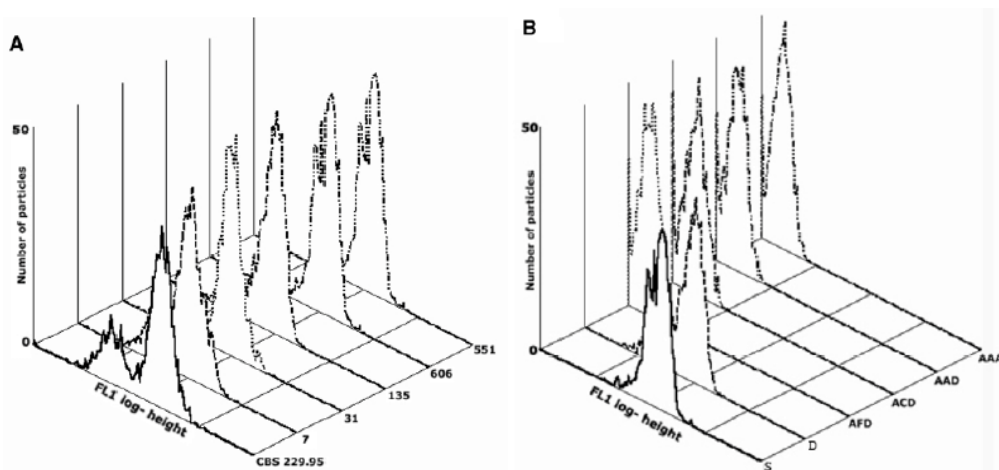 A
50
Number of particles
0
FL1 log- height
CBS 229.95
7
31
135
606
551
B
50
Number of particles
0
FL1 log- height
S
D
AFD
ACD
AAD
AAA